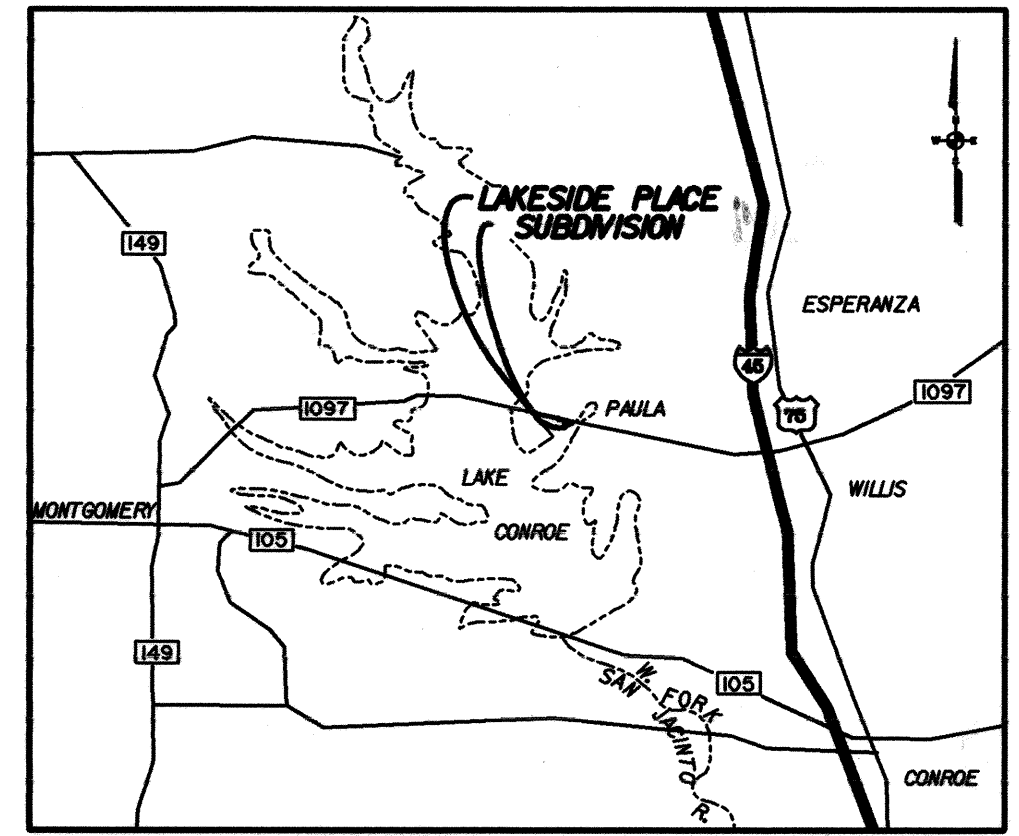 LAKESIDE PLACE
SUBDIVISION
149
ESPERANZA
45
1097
1097
75
PAULA
LAKE
WILLIS
MONTGOMERY
CONROE
105
149
W. FORK
SAN JACINTO R.
105
CONROE
N
W
E